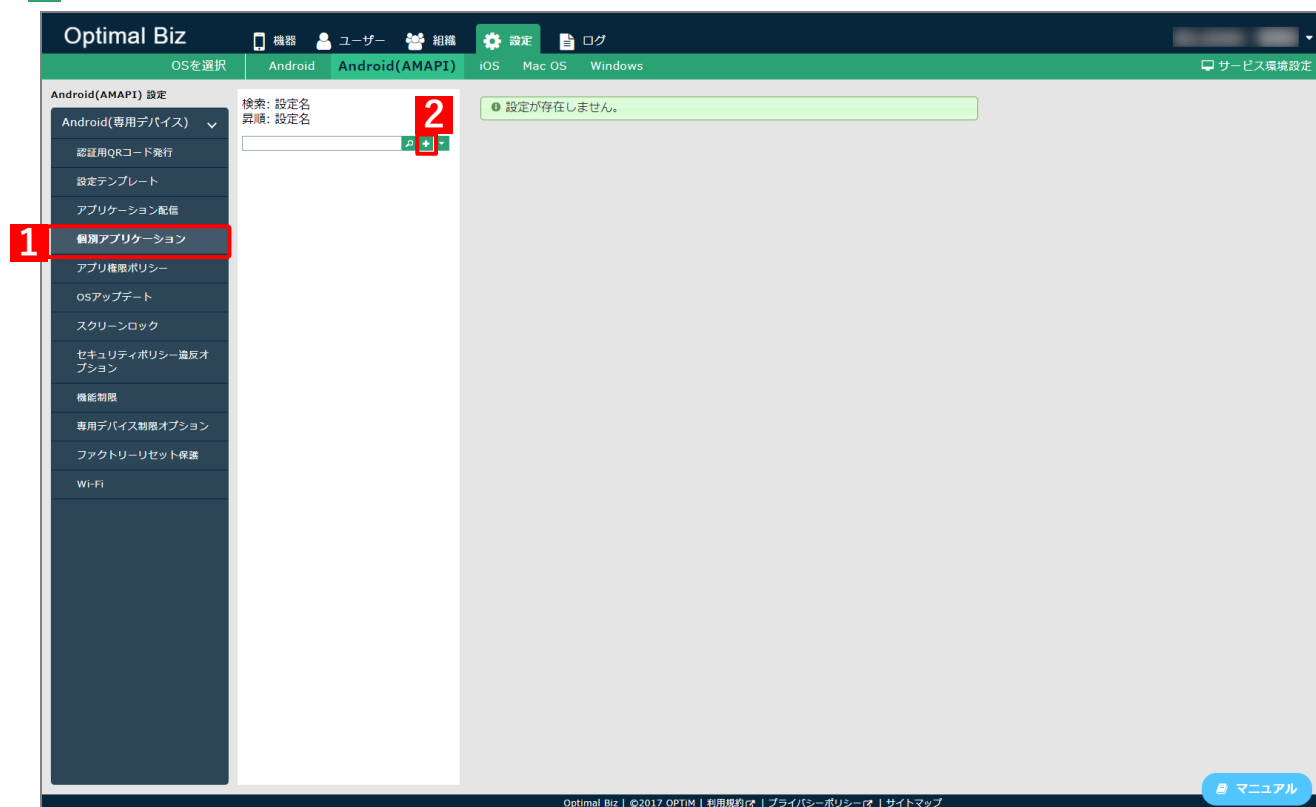 Optimal Biz
機器 ユーザー 組織 設定 ログ
OSを選択 Android Android(AMAPI) iOS Mac OS Windows サービス環境設定
Android(AMAPI) 設定
Android(専用デバイス)
認証用QRコード発行
設定テンプレート
アプリケーション配信
1
個別アプリケーション
アプリ権限ポリシー
OSアップデート
スクリーンロック
セキュリティポリシー違反オ
プション
機能制限
専用デバイス制限オプション
ファクトリーリセット保護
Wi-Fi
検索: 設定名
昇順: 設定名
2
設定が存在しません。
マニュアル
Optimal Biz | ©2017 OPTiM | 利用規約 | プライバシーポリシー | サイトマップ